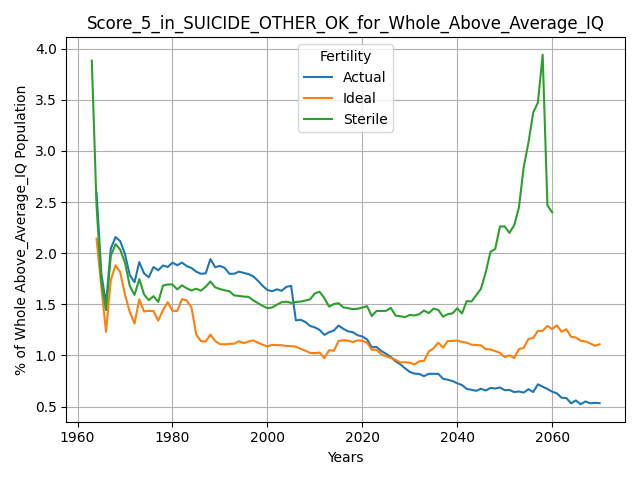 Score_5_in_SUICIDE_OTHER_OK_for_Whole_Above_Average_IQ
% of Whole Above_Average_IQ Population
4.0
3.5
3.0
2.5
2.0
1.5
1.0
0.5
Fertility
Actual
Ideal
Sterile
1960
1980
2000
2020
2040
2060
Years